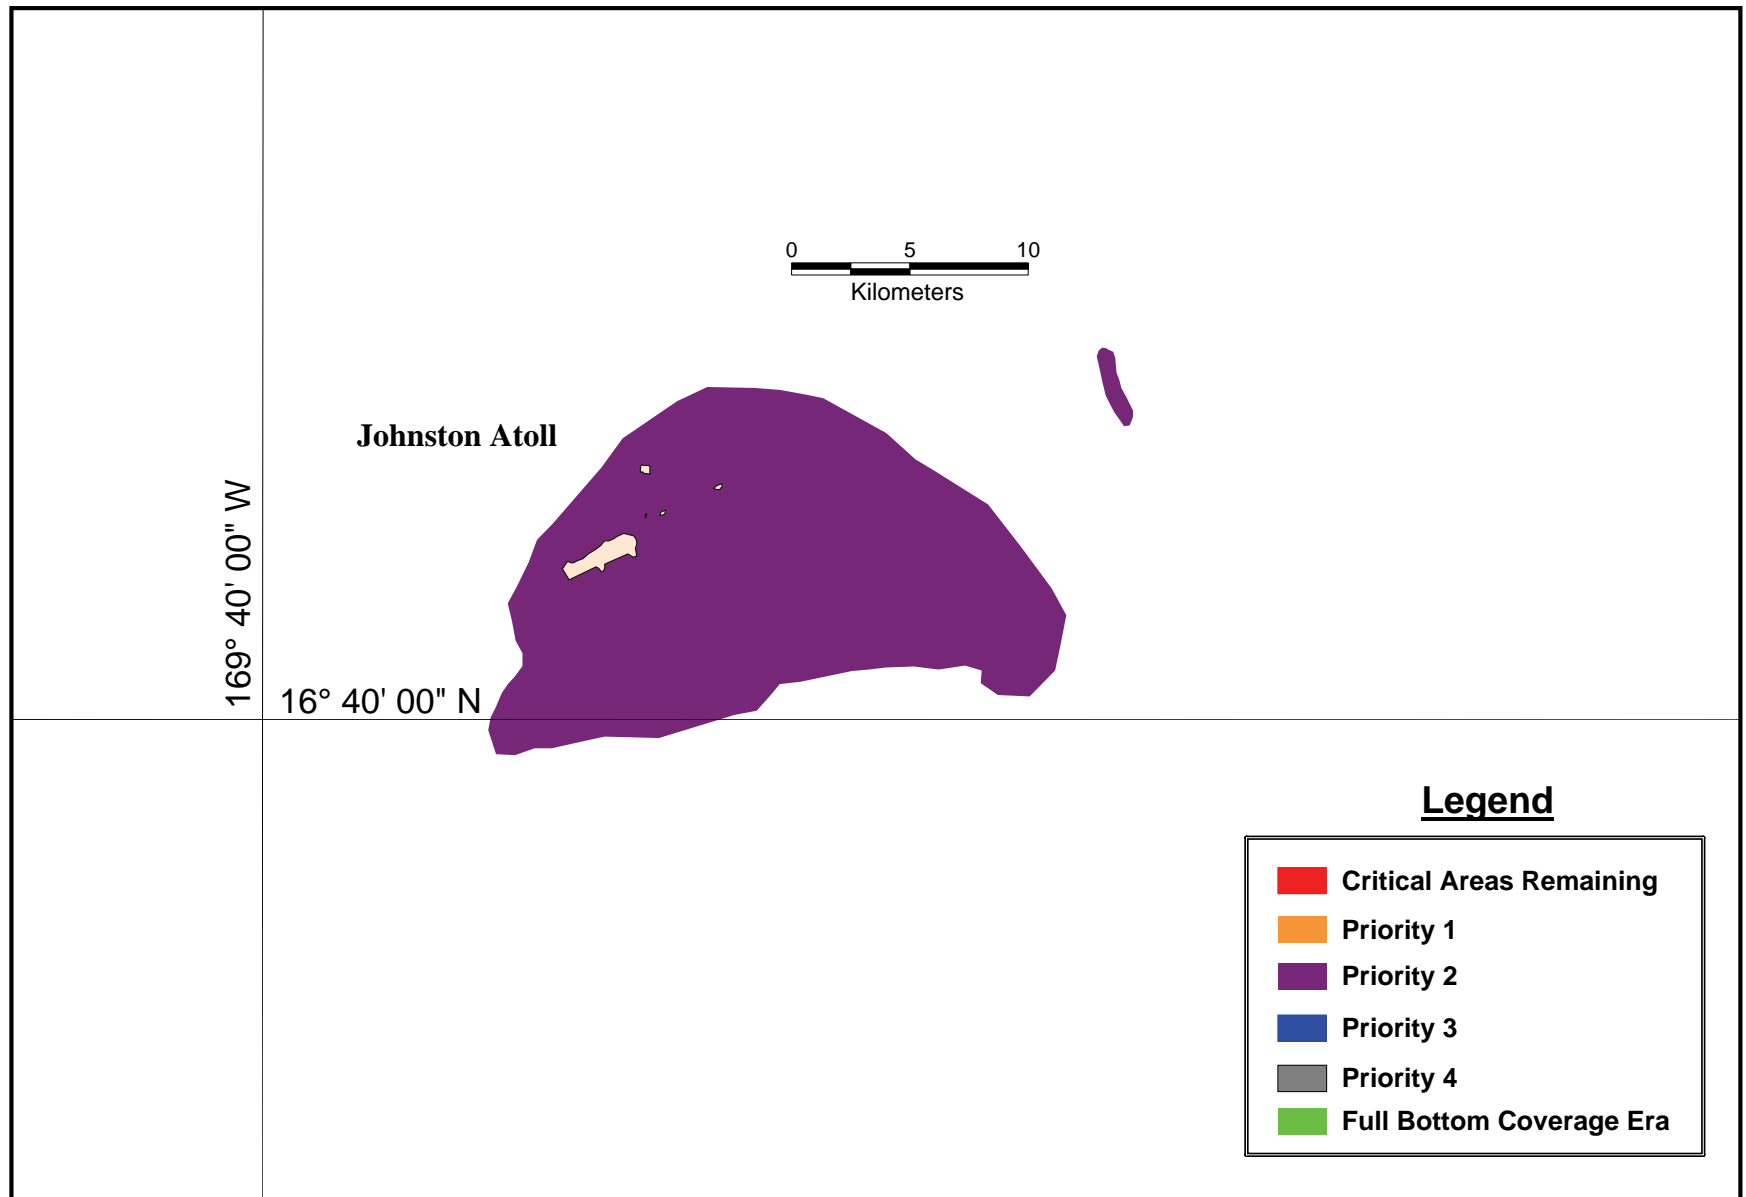 0 5 10
Kilometers
Johnston Atoll
169° 40' 00" W
16° 40' 00" N
Legend
Critical Areas Remaining
Priority 1
Priority 2
Priority 3
Priority 4
Full Bottom Coverage Era